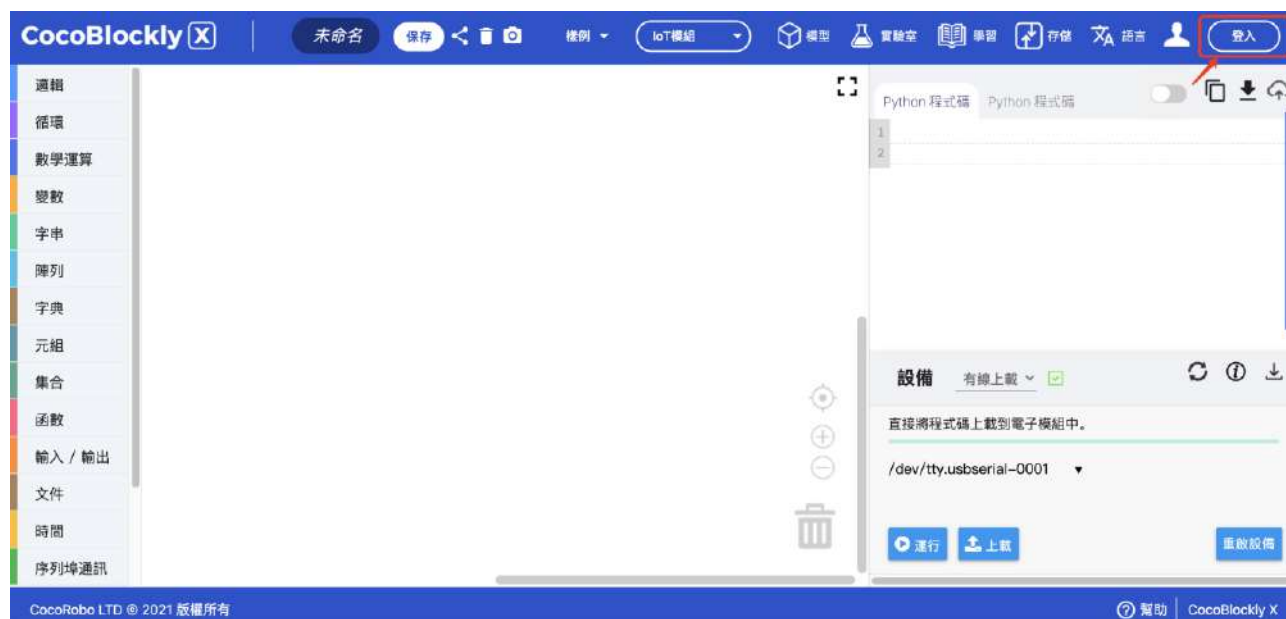 CocoBlockly X
未命名
保存
樣例
IoT模組
模型
實驗室
學習
存儲
語言
登入
邏輯
循環
數學運算
變數
字串
陣列
字典
元組
集合
函數
輸入 / 輸出
文件
時間
序列埠通訊
Python 程式碼 Python 程式碼
1
2
設備 有線上載
直接將程式碼上載到電子模組中。
/dev/tty.usbserial-0001
運行 上載 重啟設備
CocoRobo LTD © 2021 版權所有
幫助 CocoBlockly X